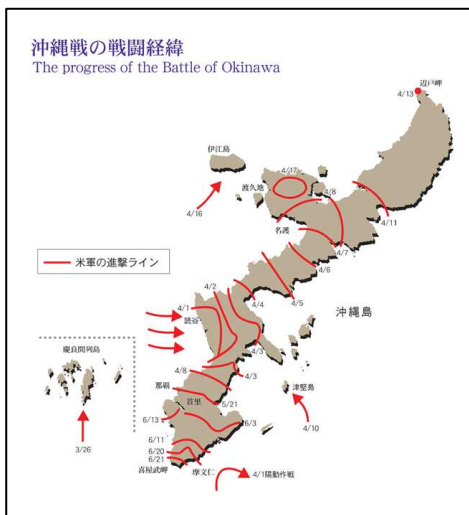 沖縄戦の戦闘経緯
The progress of the Battle of Okinawa
辺戸岬
4/13
伊江島
4/17
渡久地
4/8
4/16
4/11
名護
4/7
4/6
米軍の進撃ライン
4/2
4/5
4/4
沖縄島
4/1
読谷
慶良間列島
4/3
4/8
4/3
津堅島
那覇
首里
5/21
6/13
6/3
4/10
3/26
6/11
6/20
6/21
喜屋武岬
摩文仁
4/1陽動作戦